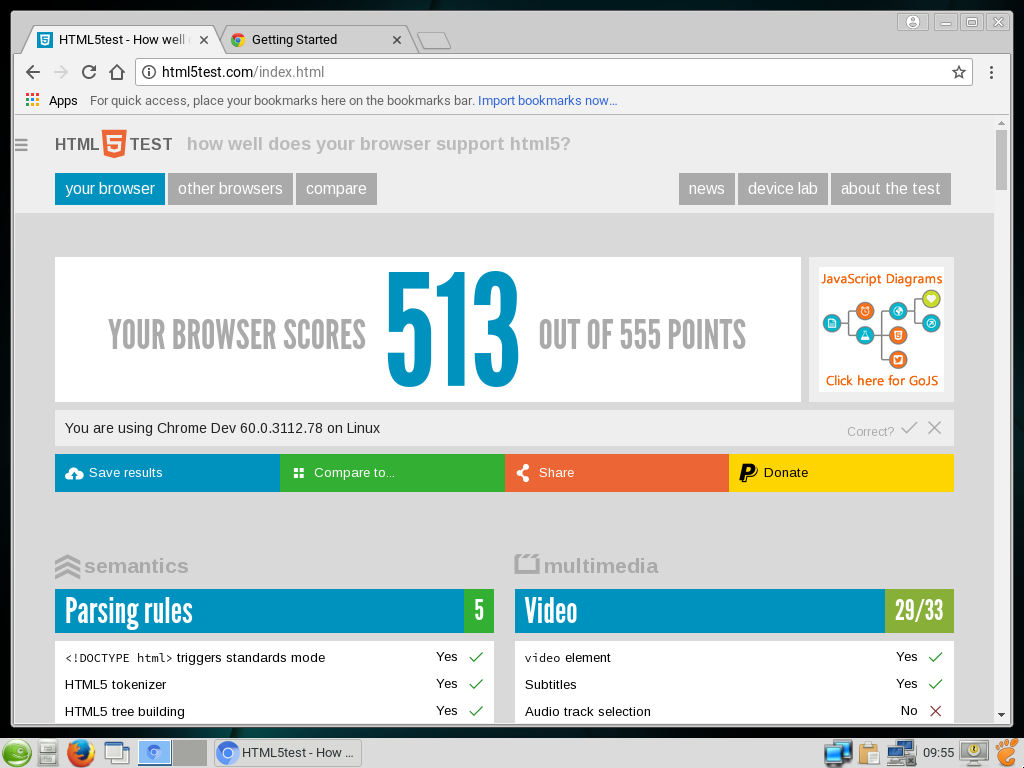 HTML5test - How well
Getting Started
html5test.com/index.html
Apps For quick access, place your bookmarks here on the bookmarks bar. Import bookmarks now...
HTML 5 TEST how well does your browser support html5?
your browser other browsers compare news device lab about the test
YOUR BROWSER SCORES 513 OUT OF 555 POINTS
JavaScript Diagrams
Click here for GoJS
You are using Chrome Dev 60.0.3112.78 on Linux Correct?
Save results Compare to... Share Donate
semantics
Parsing rules 5
<!DOCTYPE html> triggers standards mode Yes
HTML5 tokenizer Yes
HTML5 tree building Yes
multimedia
Video 29/33
video element Yes
Subtitles Yes
Audio track selection No
HTML5test - How ...
09:55